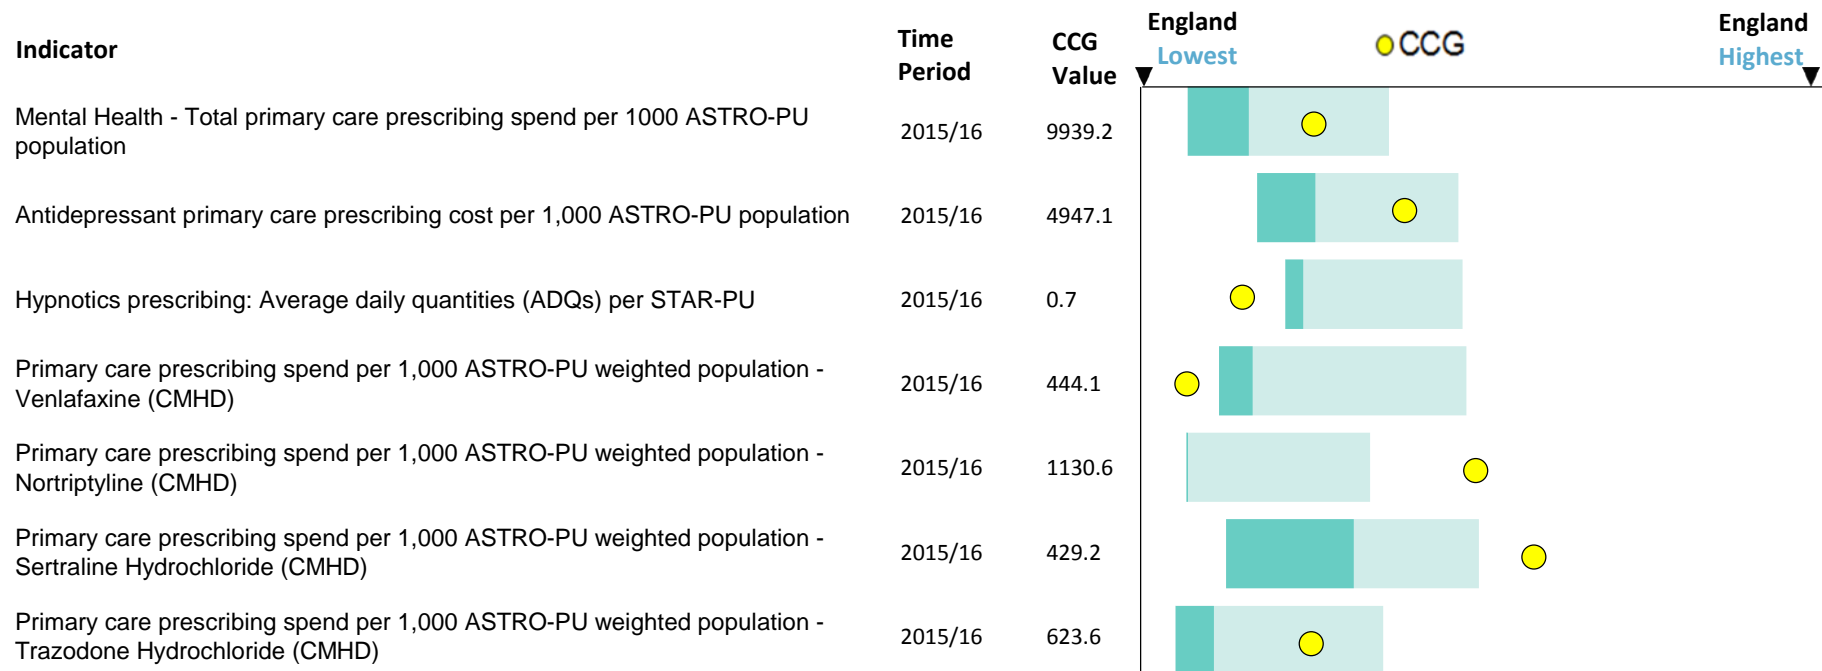 Indicator
Time
Period
CCG
Value
England
Lowest
CCG
England
Highest
Mental Health - Total primary care prescribing spend per 1000 ASTRO-PU
population
2015/16
9939.2
Antidepressant primary care prescribing cost per 1,000 ASTRO-PU population
2015/16
4947.1
Hypnotics prescribing: Average daily quantities (ADQs) per STAR-PU
2015/16
0.7
Primary care prescribing spend per 1,000 ASTRO-PU weighted population -
Venlafaxine (CMHD)
2015/16
444.1
Primary care prescribing spend per 1,000 ASTRO-PU weighted population -
Nortriptyline (CMHD)
2015/16
1130.6
Primary care prescribing spend per 1,000 ASTRO-PU weighted population -
Sertraline Hydrochloride (CMHD)
2015/16
429.2
Primary care prescribing spend per 1,000 ASTRO-PU weighted population -
Trazodone Hydrochloride (CMHD)
2015/16
623.6